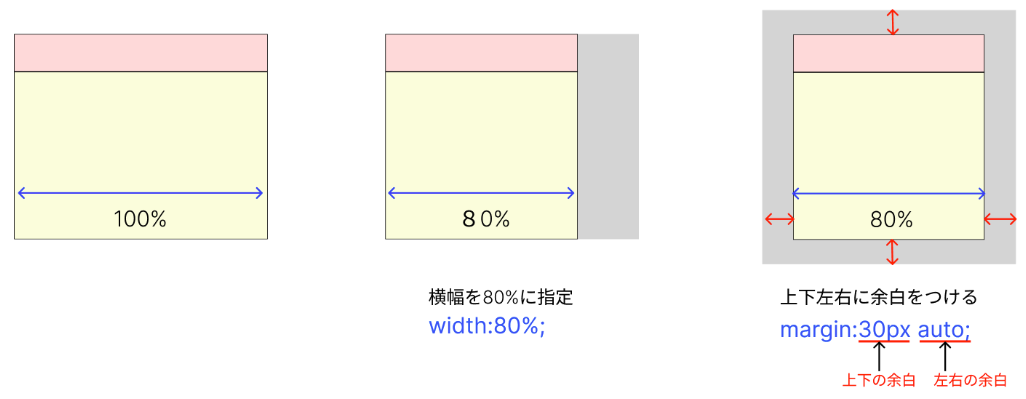 100%
80%
80%
横幅を80%に指定
width:80%;
上下左右に余白をつける
margin:30px auto;
上下の余白
左右の余白